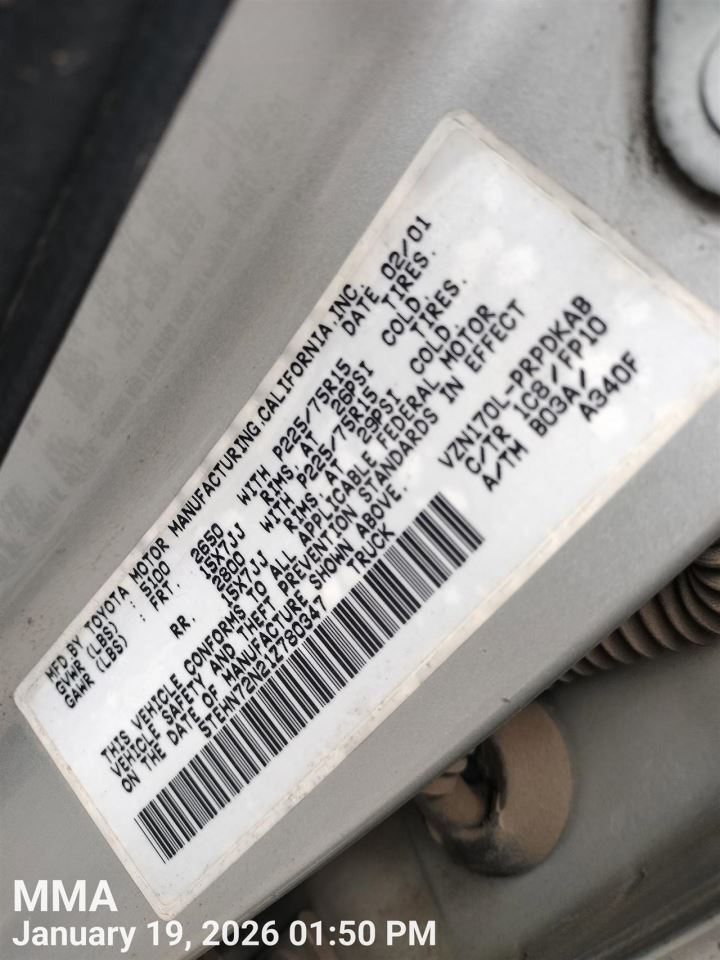 MFD BY TOYOTA MOTOR MANUFACTURING, CALIFORNIA INC.
DATE 02/01
GVWR (LBS) : 5100
GAWR (LBS) : FRT. 2650 WITH P225/75R15 TIRES.
15X7JJ RIMS, AT 26PSI COLD.
RR. 2800 WITH P225/75R15 TIRES.
15X7JJ RIMS, AT 29PSI COLD.
THIS VEHICLE CONFORMS TO ALL APPLICABLE FEDERAL MOTOR
VEHICLE SAFETY AND THEFT PREVENTION STANDARDS IN EFFECT
ON THE DATE OF MANUFACTURE SHOWN ABOVE.
5TEHN72N21Z780347 TRUCK
VZN170L-PRPDKAB
C/TR 1C8/FP10
A/TM B03A/
A340F
MMA
January 19, 2026 01:50 PM